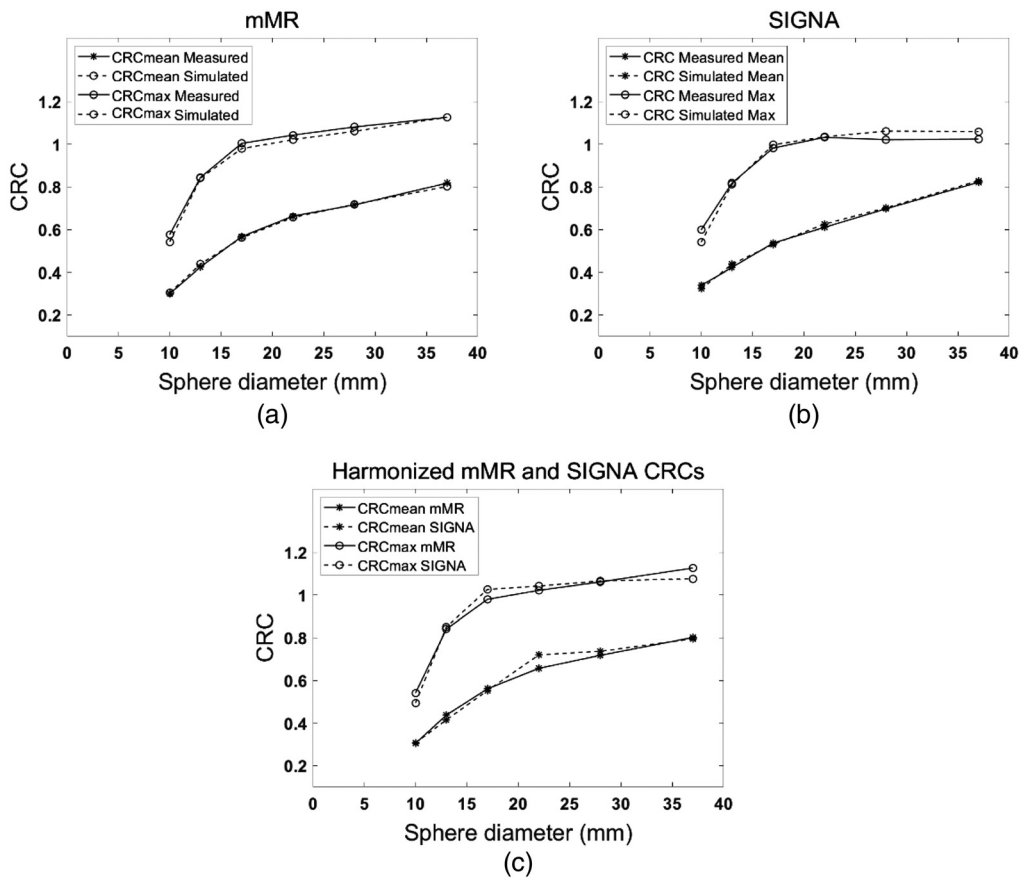 mMR
CRCmean Measured
CRCmean Simulated
CRCmax Measured
CRCmax Simulated
CRC
1.2
1
0.8
0.6
0.4
0.2
0 5 10 15 20 25 30 35 40
Sphere diameter (mm)
(a)
SIGNA
CRC Measured Mean
CRC Simulated Mean
CRC Measured Max
CRC Simulated Max
CRC
1.2
1
0.8
0.6
0.4
0.2
0 5 10 15 20 25 30 35 40
Sphere diameter (mm)
(b)
Harmonized mMR and SIGNA CRCs
CRCmean mMR
CRCmean SIGNA
CRCmax mMR
CRCmax SIGNA
CRC
1.2
1
0.8
0.6
0.4
0.2
0 5 10 15 20 25 30 35 40
Sphere diameter (mm)
(c)